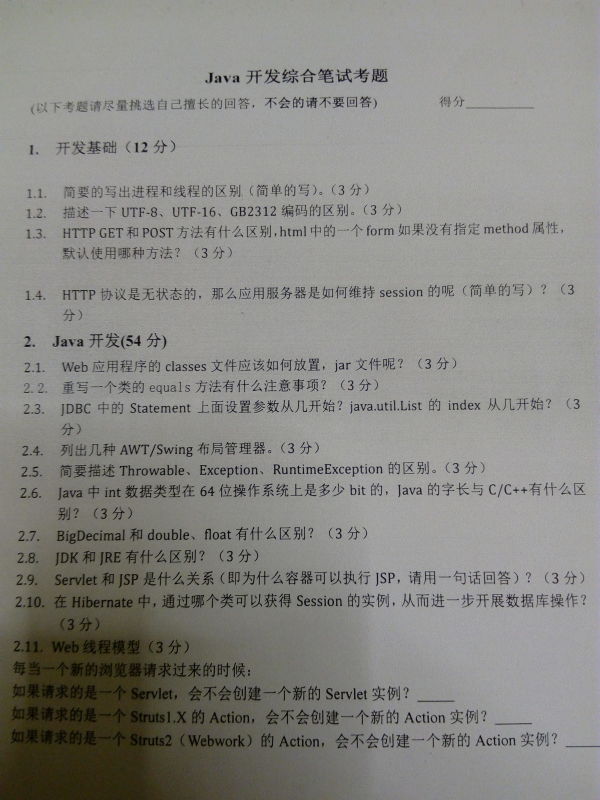 Java 开发综合笔试考题
(以下考题请尽量挑选自己擅长的回答，不会的请不要回答) 得分________
1. 开发基础（12 分）
1.1. 简要的写出进程和线程的区别（简单的写）。（3 分）
1.2. 描述一下 UTF-8、UTF-16、GB2312 编码的区别。（3 分）
1.3. HTTP GET 和 POST 方法有什么区别,html 中的一个 form 如果没有指定 method 属性，
默认使用哪种方法？（3 分）
1.4. HTTP 协议是无状态的，那么应用服务器是如何维持 session 的呢（简单的写）？（3
分）
2. Java 开发(54 分)
2.1. Web 应用程序的 classes 文件应该如何放置，jar 文件呢？（3 分）
2.2. 重写一个类的 equals 方法有什么注意事项？（3 分）
2.3. JDBC 中的 Statement 上面设置参数从几开始？java.util.List 的 index 从几开始？（3
分）
2.4. 列出几种 AWT/Swing 布局管理器。（3 分）
2.5. 简要描述 Throwable、Exception、RuntimeException 的区别。（3 分）
2.6. Java 中 int 数据类型在 64 位操作系统上是多少 bit 的，Java 的字长与 C/C++有什么区
别？（3 分）
2.7. BigDecimal 和 double、float 有什么区别？（3 分）
2.8. JDK 和 JRE 有什么区别？（3 分）
2.9. Servlet 和 JSP 是什么关系（即为什么容器可以执行 JSP，请用一句话回答）？（3 分）
2.10. 在 Hibernate 中，通过哪个类可以获得 Session 的实例，从而进一步开展数据库操作？
（3 分）
2.11. Web 线程模型（3 分）
每当一个新的浏览器请求过来的时候：
如果请求的是一个 Servlet，会不会创建一个新的 Servlet 实例？____
如果请求的是一个 Struts1.X 的 Action，会不会创建一个新的 Action 实例？____
如果请求的是一个 Struts2（Webwork）的 Action，会不会创建一个新的 Action 实例？____